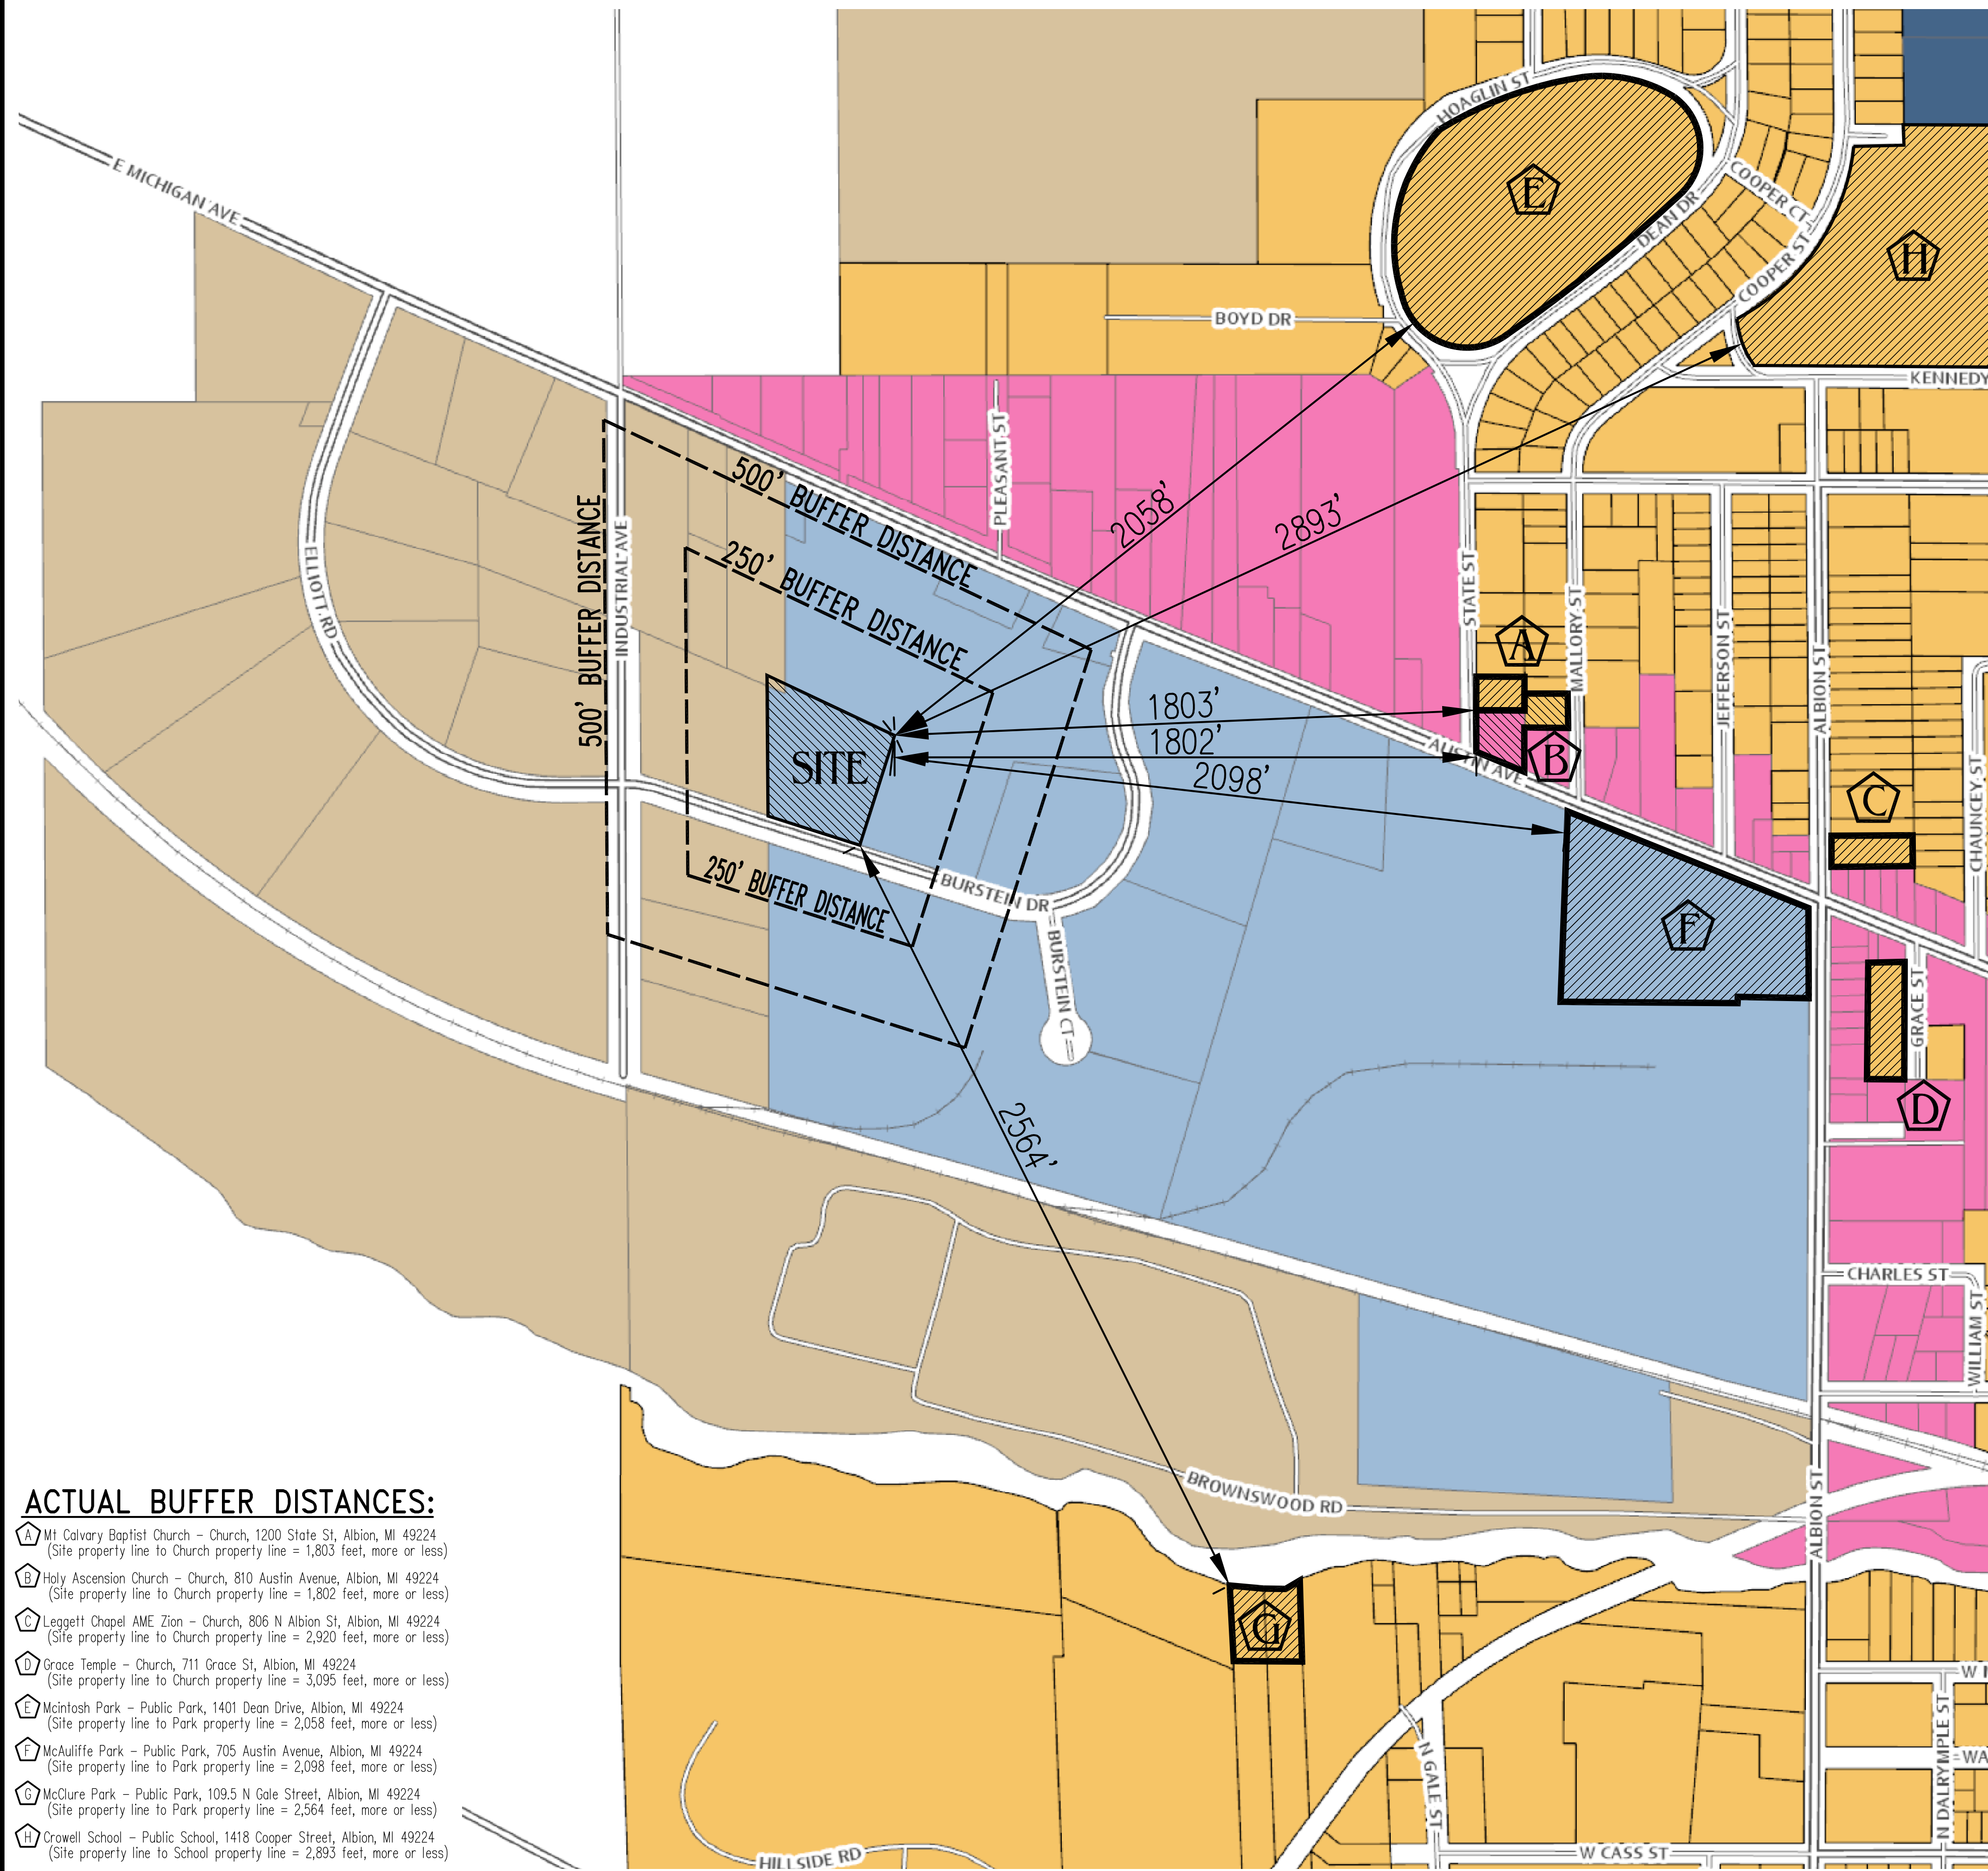 HOAGLIN ST
E MICHIGAN AVE
E
COOPER CT
DEAN DR
H
COOPER ST
BOYD DR
KENNEDY
PLEASANT ST
500' BUFFER DISTANCE
500' BUFFER DISTANCE
250' BUFFER DISTANCE
2058'
2893'
ELLIOTT RD
INDUSTRIAL AVE
STATE ST
MALLORY ST
JEFFERSON ST
ALBION ST
CHAUNCEY ST
A
1803'
1802'
2098'
AUSTIN AVE
B
SITE
C
250' BUFFER DISTANCE
BURSTEIN DR
BURSTEIN CT
F
GRACE ST
D
2564'
CHARLES ST
WILLIAM ST
BROWNSWOOD RD
ALBION ST
G
N GALE ST
N DALRYMPLE ST
W CASS ST
HILLSIDE RD
ACTUAL BUFFER DISTANCES:
A Mt Calvary Baptist Church – Church, 1200 State St, Albion, MI 49224
(Site property line to Church property line = 1,803 feet, more or less)
B Holy Ascension Church – Church, 810 Austin Avenue, Albion, MI 49224
(Site property line to Church property line = 1,802 feet, more or less)
C Leggett Chapel AME Zion – Church, 806 N Albion St, Albion, MI 49224
(Site property line to Church property line = 2,920 feet, more or less)
D Grace Temple – Church, 711 Grace St, Albion, MI 49224
(Site property line to Church property line = 3,095 feet, more or less)
E Mcintosh Park – Public Park, 1401 Dean Drive, Albion, MI 49224
(Site property line to Park property line = 2,058 feet, more or less)
F McAuliffe Park – Public Park, 705 Austin Avenue, Albion, MI 49224
(Site property line to Park property line = 2,098 feet, more or less)
G McClure Park – Public Park, 109.5 N Gale Street, Albion, MI 49224
(Site property line to Park property line = 2,564 feet, more or less)
H Crowell School – Public School, 1418 Cooper Street, Albion, MI 49224
(Site property line to School property line = 2,893 feet, more or less)